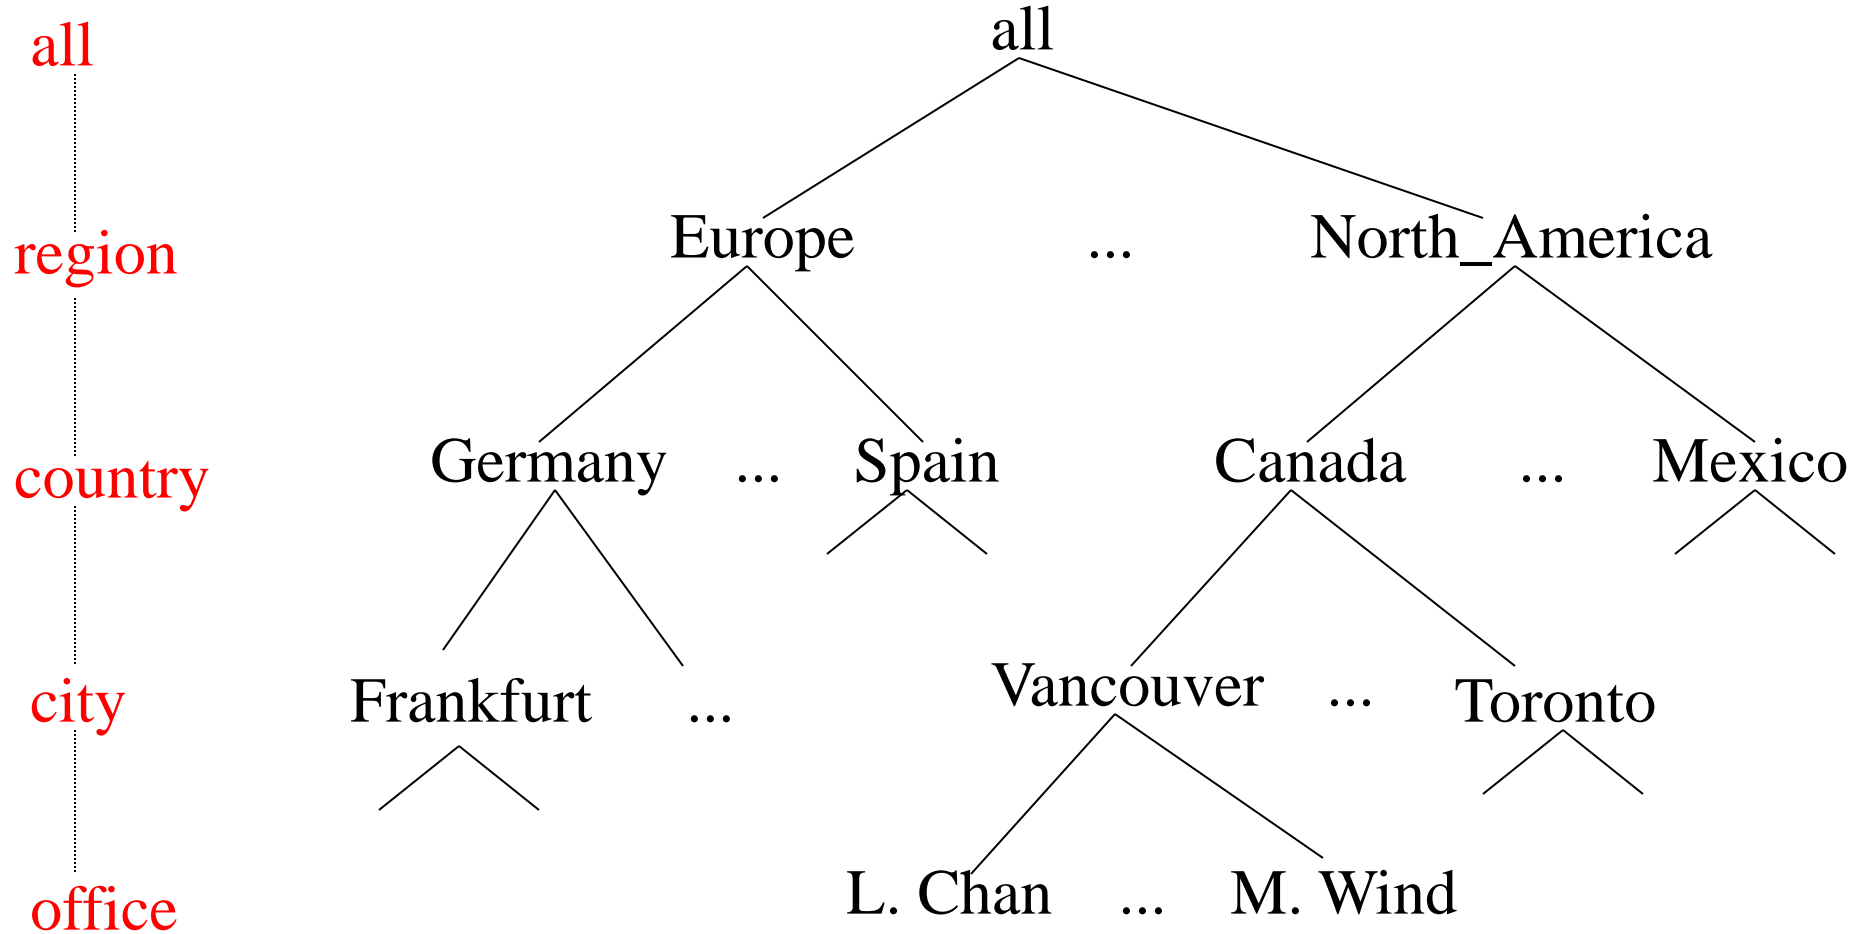 all all
region Europe ... North_America
country Germany ... Spain Canada ... Mexico
city Frankfurt ... Vancouver ... Toronto
office L. Chan ... M. Wind